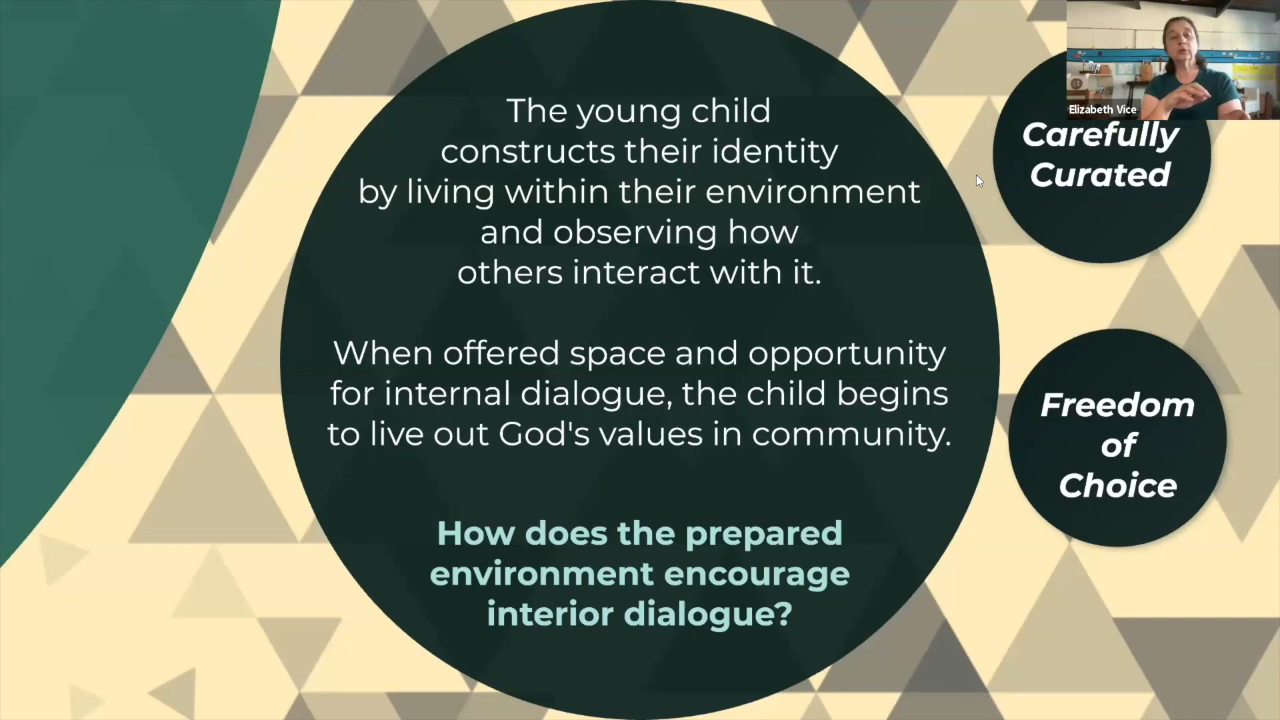 The young child
constructs their identity
by living within their environment
and observing how
others interact with it.
When offered space and opportunity
for internal dialogue, the child begins
to live out God's values in community.
How does the prepared
environment encourage
interior dialogue?
Elizabeth Vice
Carefully
Curated
Freedom
of
Choice